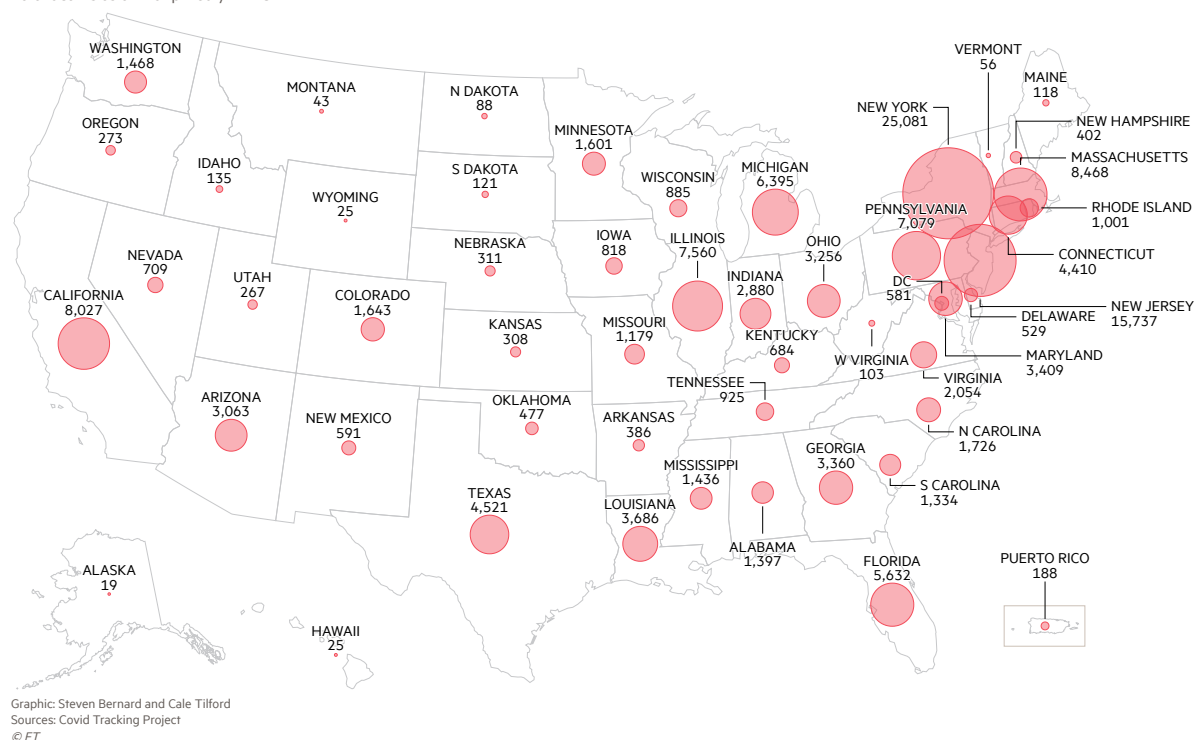 WASHINGTON
1,468
MONTANA
43
N DAKOTA
88
VERMONT
56
MAINE
118
NEW YORK
25,081
OREGON
273
MINNESOTA
1,601
NEW HAMPSHIRE
402
IDAHO
135
S DAKOTA
121
WISCONSIN
885
MICHIGAN
6,395
MASSACHUSETTS
8,468
WYOMING
25
PENNSYLVANIA
7,079
RHODE ISLAND
1,001
NEVADA
709
UTAH
267
NEBRASKA
311
IOWA
818
ILLINOIS
7,560
OHIO
3,256
CONNECTICUT
4,410
CALIFORNIA
8,027
COLORADO
1,643
INDIANA
2,880
DC
581
NEW JERSEY
15,737
KANSAS
308
MISSOURI
1,179
KENTUCKY
684
DELAWARE
529
W VIRGINIA
103
MARYLAND
3,409
TENNESSEE
925
VIRGINIA
2,054
ARIZONA
3,063
NEW MEXICO
591
OKLAHOMA
477
ARKANSAS
386
N CAROLINA
1,726
MISSISSIPPI
1,436
GEORGIA
3,360
S CAROLINA
1,334
TEXAS
4,521
LOUISIANA
3,686
ALABAMA
1,397
FLORIDA
5,632
PUERTO RICO
188
ALASKA
19
HAWAII
25
Graphic: Steven Bernard and Cale Tilford
Sources: Covid Tracking Project
© FT